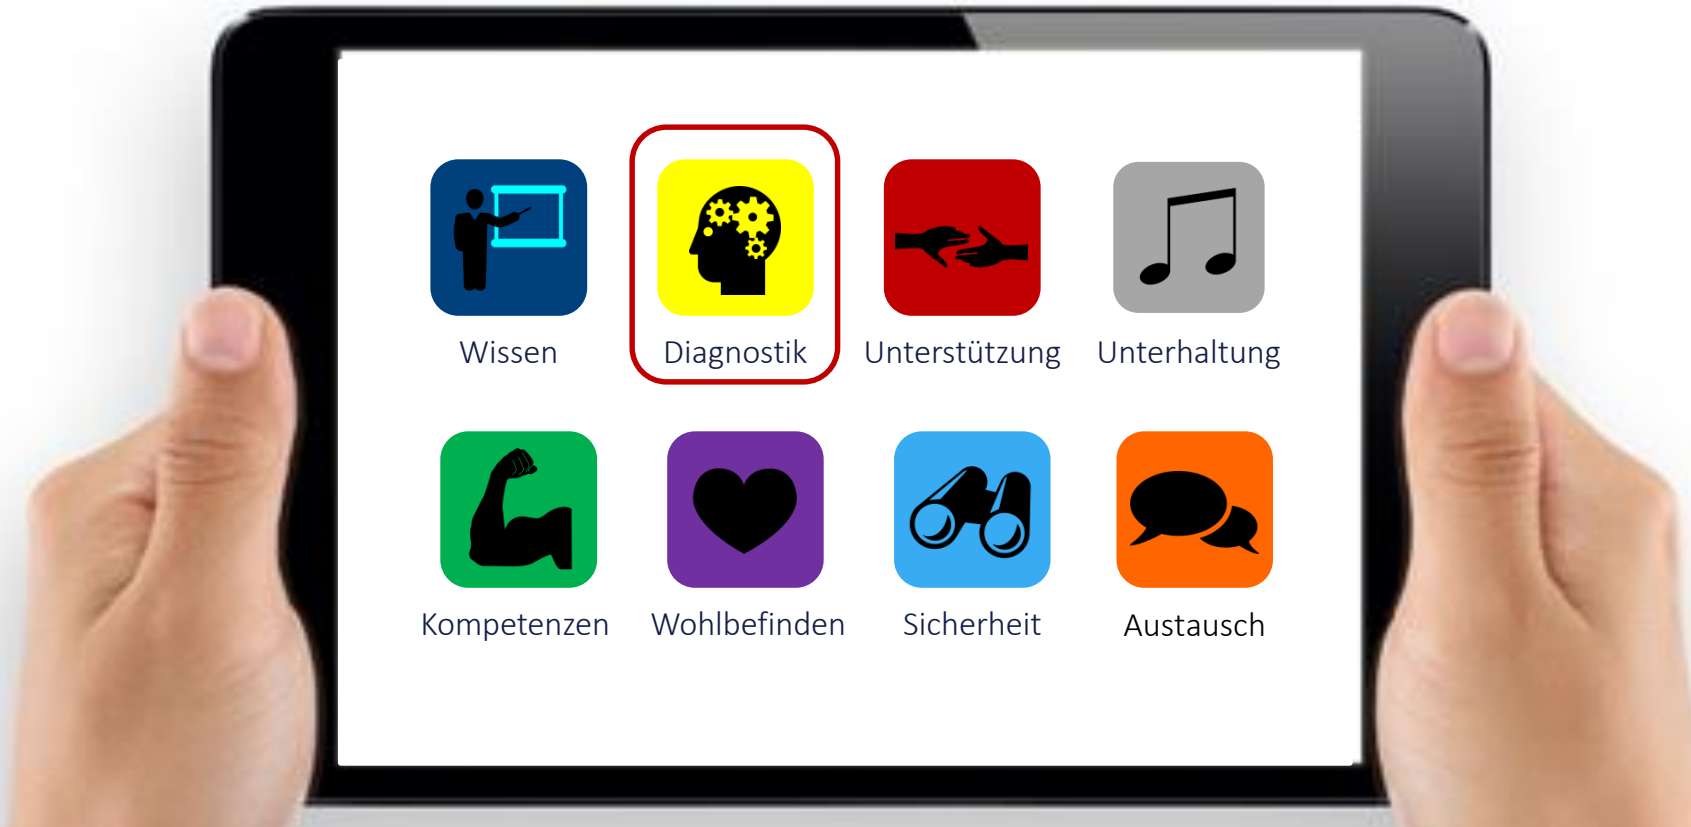 Wissen
Diagnostik
Unterstützung
Unterhaltung
Kompetenzen
Wohlbefinden
Sicherheit
Austausch